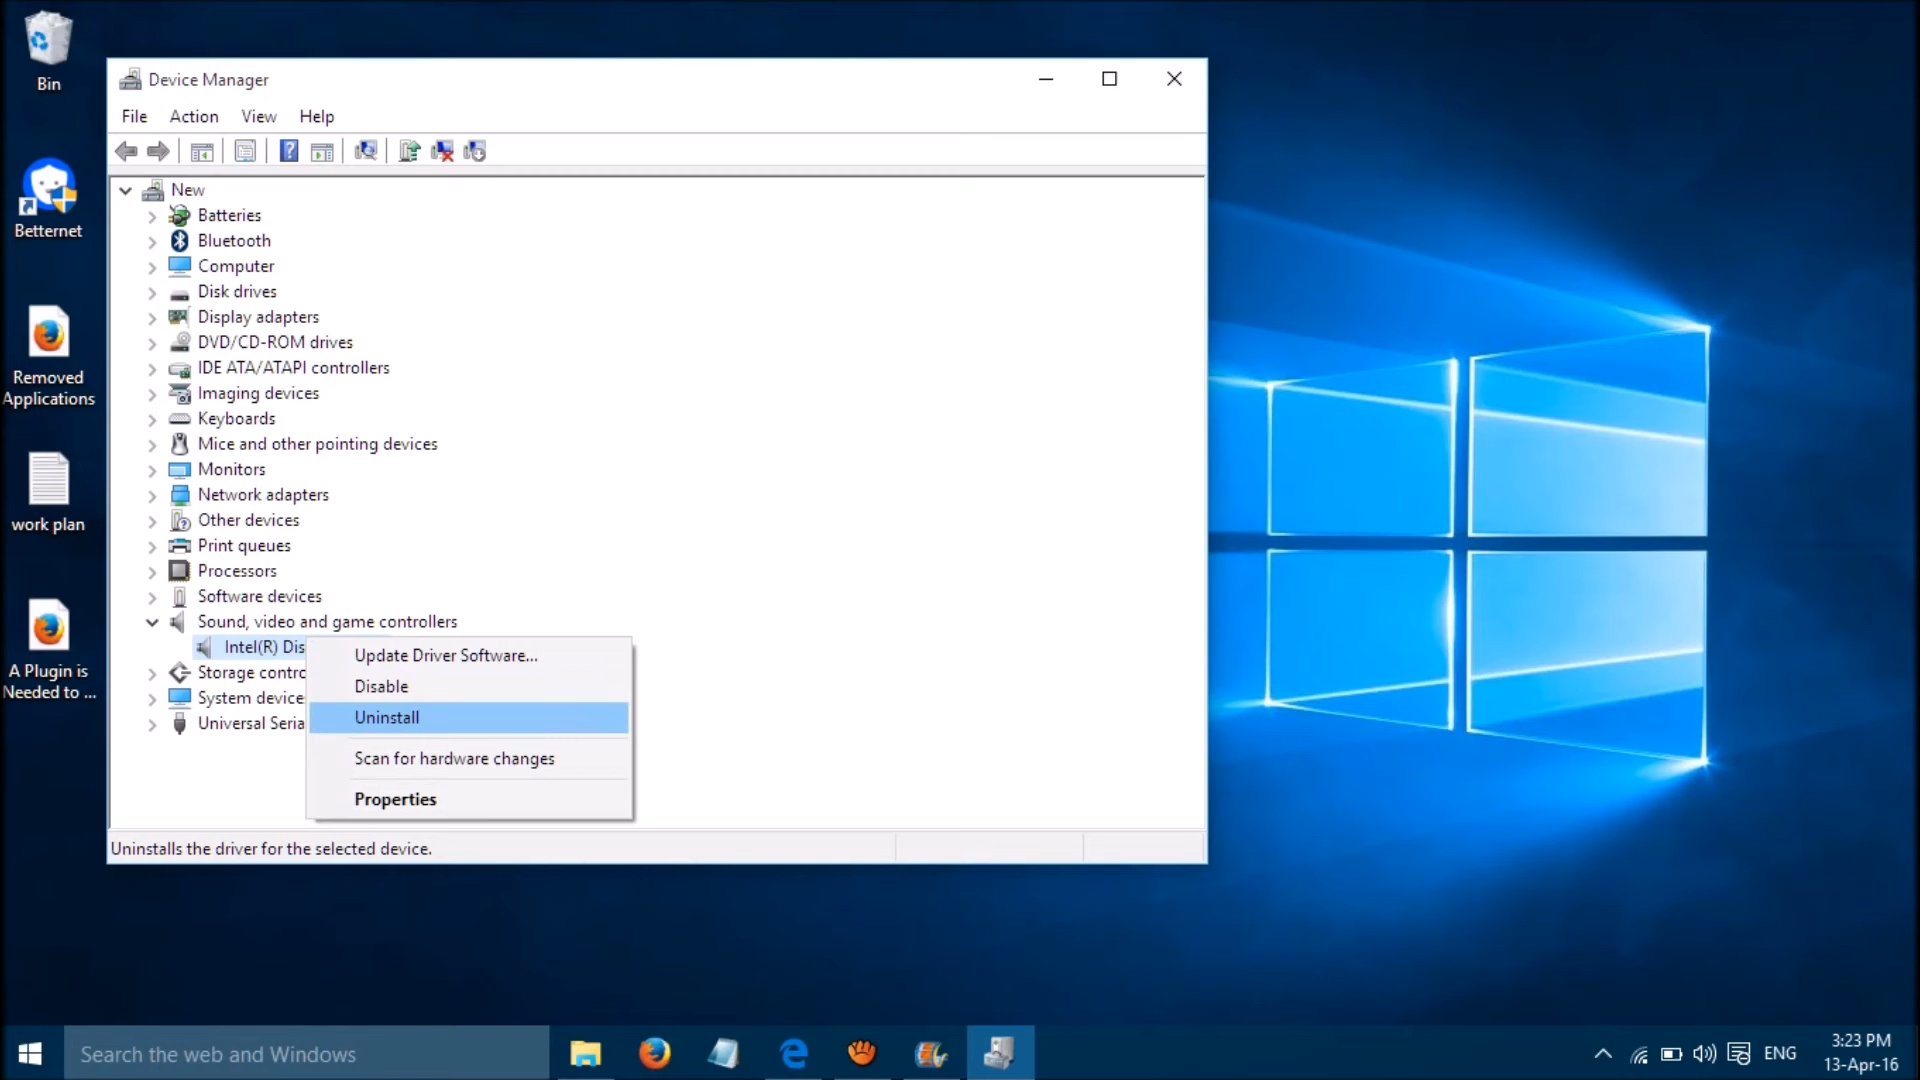 Bin
Betternet
Removed
Applications
work plan
A Plugin is
Needed to ...
Device Manager
File Action View Help
New
Batteries
Bluetooth
Computer
Disk drives
Display adapters
DVD/CD-ROM drives
IDE ATA/ATAPI controllers
Imaging devices
Keyboards
Mice and other pointing devices
Monitors
Network adapters
Other devices
Print queues
Processors
Software devices
Sound, video and game controllers
Intel(R) Dis
Storage contro
System device
Universal Seria
Update Driver Software...
Disable
Uninstall
Scan for hardware changes
Properties
Uninstalls the driver for the selected device.
Search the web and Windows
ENG
3:23 PM
13-Apr-16